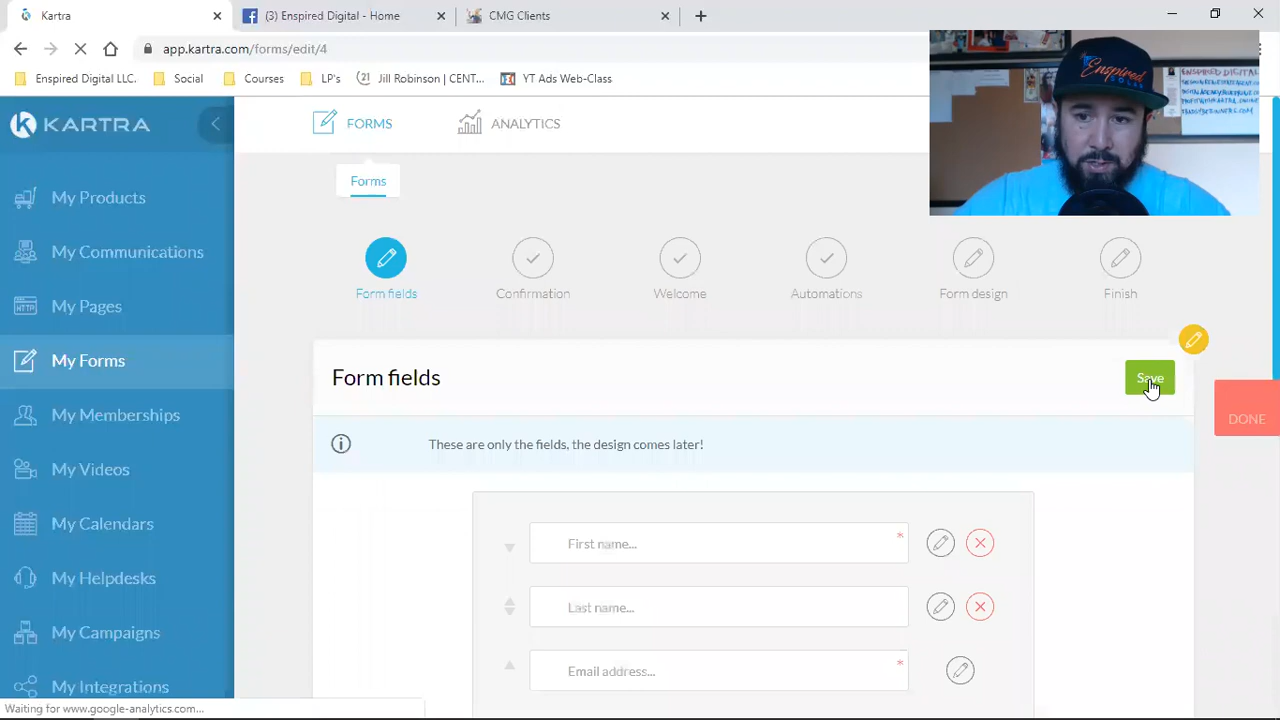 Kartra
(3) Enspired Digital - Home
CMG Clients
app.kartra.com/forms/edit/4
Enspired Digital LLC.
Social
Courses
LP's
Jill Robinson | CENT...
YT. Ads Web-Class
KARTRA
FORMS
ANALYTICS
Enspired
SOLAR
ENSPIRED DIGITAL
Forms
My Products
My Communications
My Pages
My Forms
My Memberships
My Videos
My Calendars
My Helpdesks
My Campaigns
My Integrations
Form fields
Confirmation
Welcome
Automations
Form design
Finish
Form fields
Save
DONE
These are only the fields, the design comes later!
First name...
*
Last name...
Email address...
*
Waiting for www.google-analytics.com...